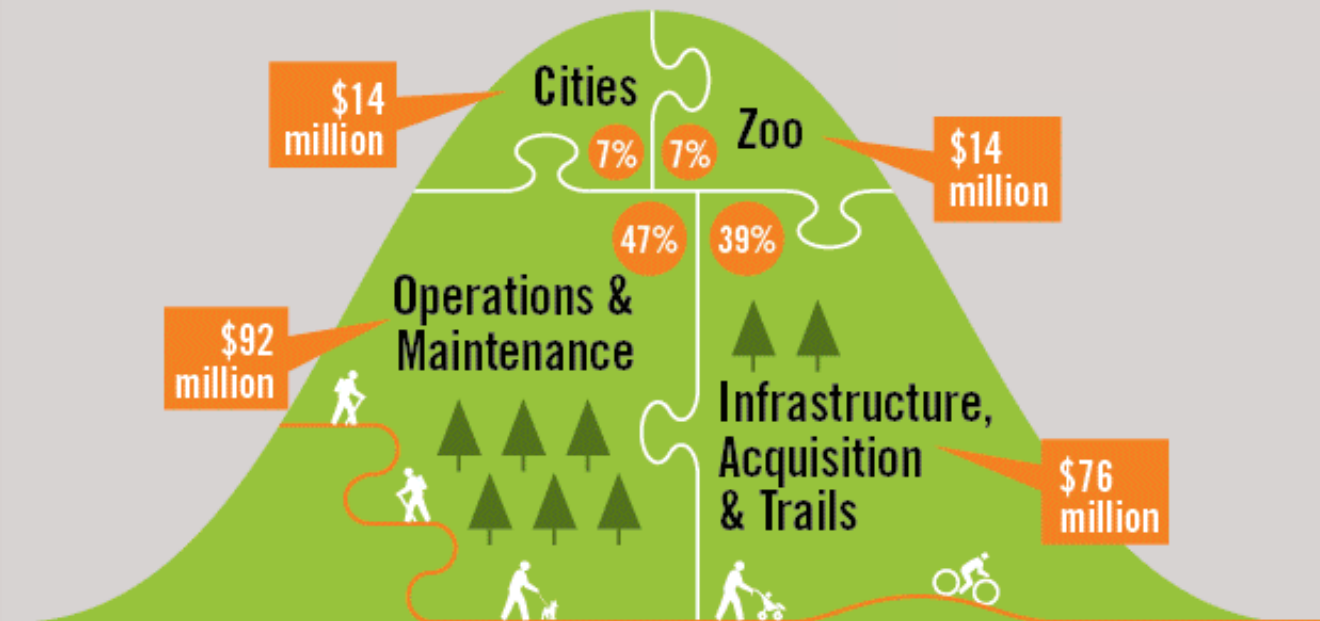 $14
million
Cities
7%
7%
Zoo
$14
million
47%
39%
Operations &
Maintenance
$92
million
Infrastructure,
Acquisition
& Trails
$76
million